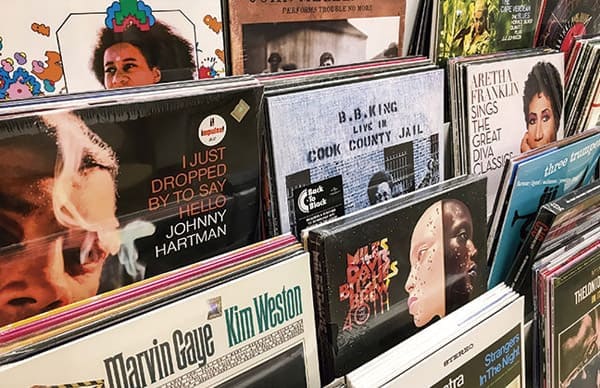 PERFORMS TROUBLE NO MORE
impulse!
I JUST
DROPPED
BY TO SAY
HELLO
JOHNNY
HARTMAN
B.B. KING
LIVE IN
COOK COUNTY JAIL
Back To
Black
ARETHA
FRANKLIN
SINGS THE
GREAT
DIVA
CLASSICS
three trumpets
MILES
DAVIS
Marvin Gaye Kim Weston
STEREO
Strangers
In The Night
THELON